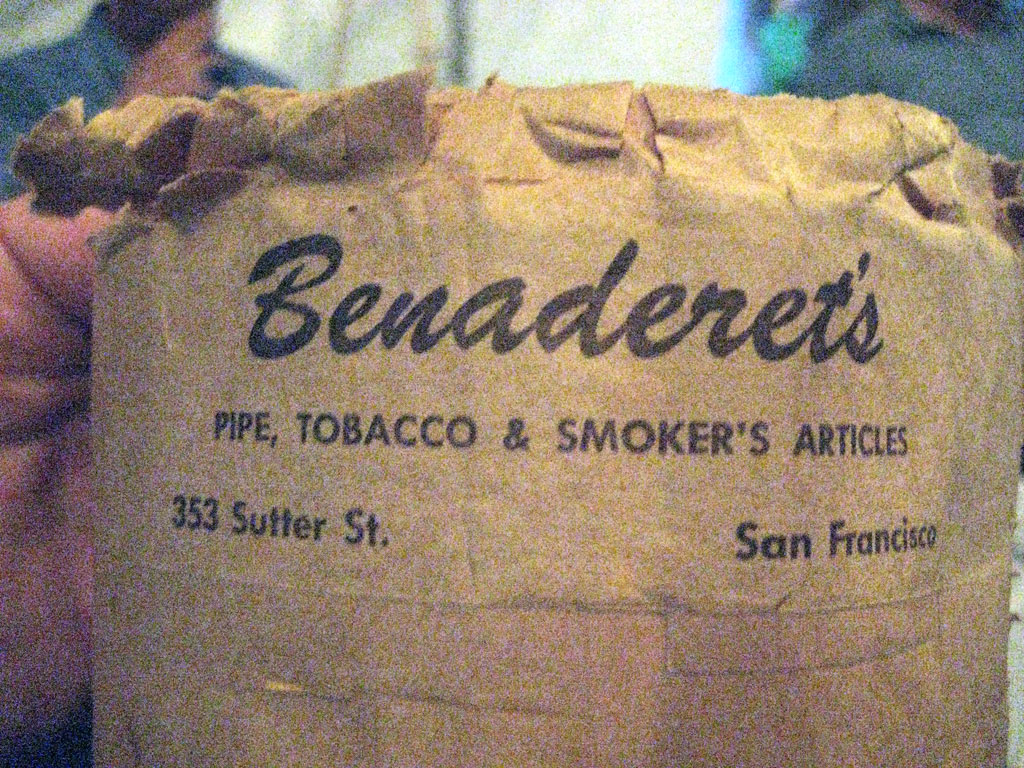 Benaderet's
PIPE, TOBACCO & SMOKER'S ARTICLES
353 Sutter St. San Francisco